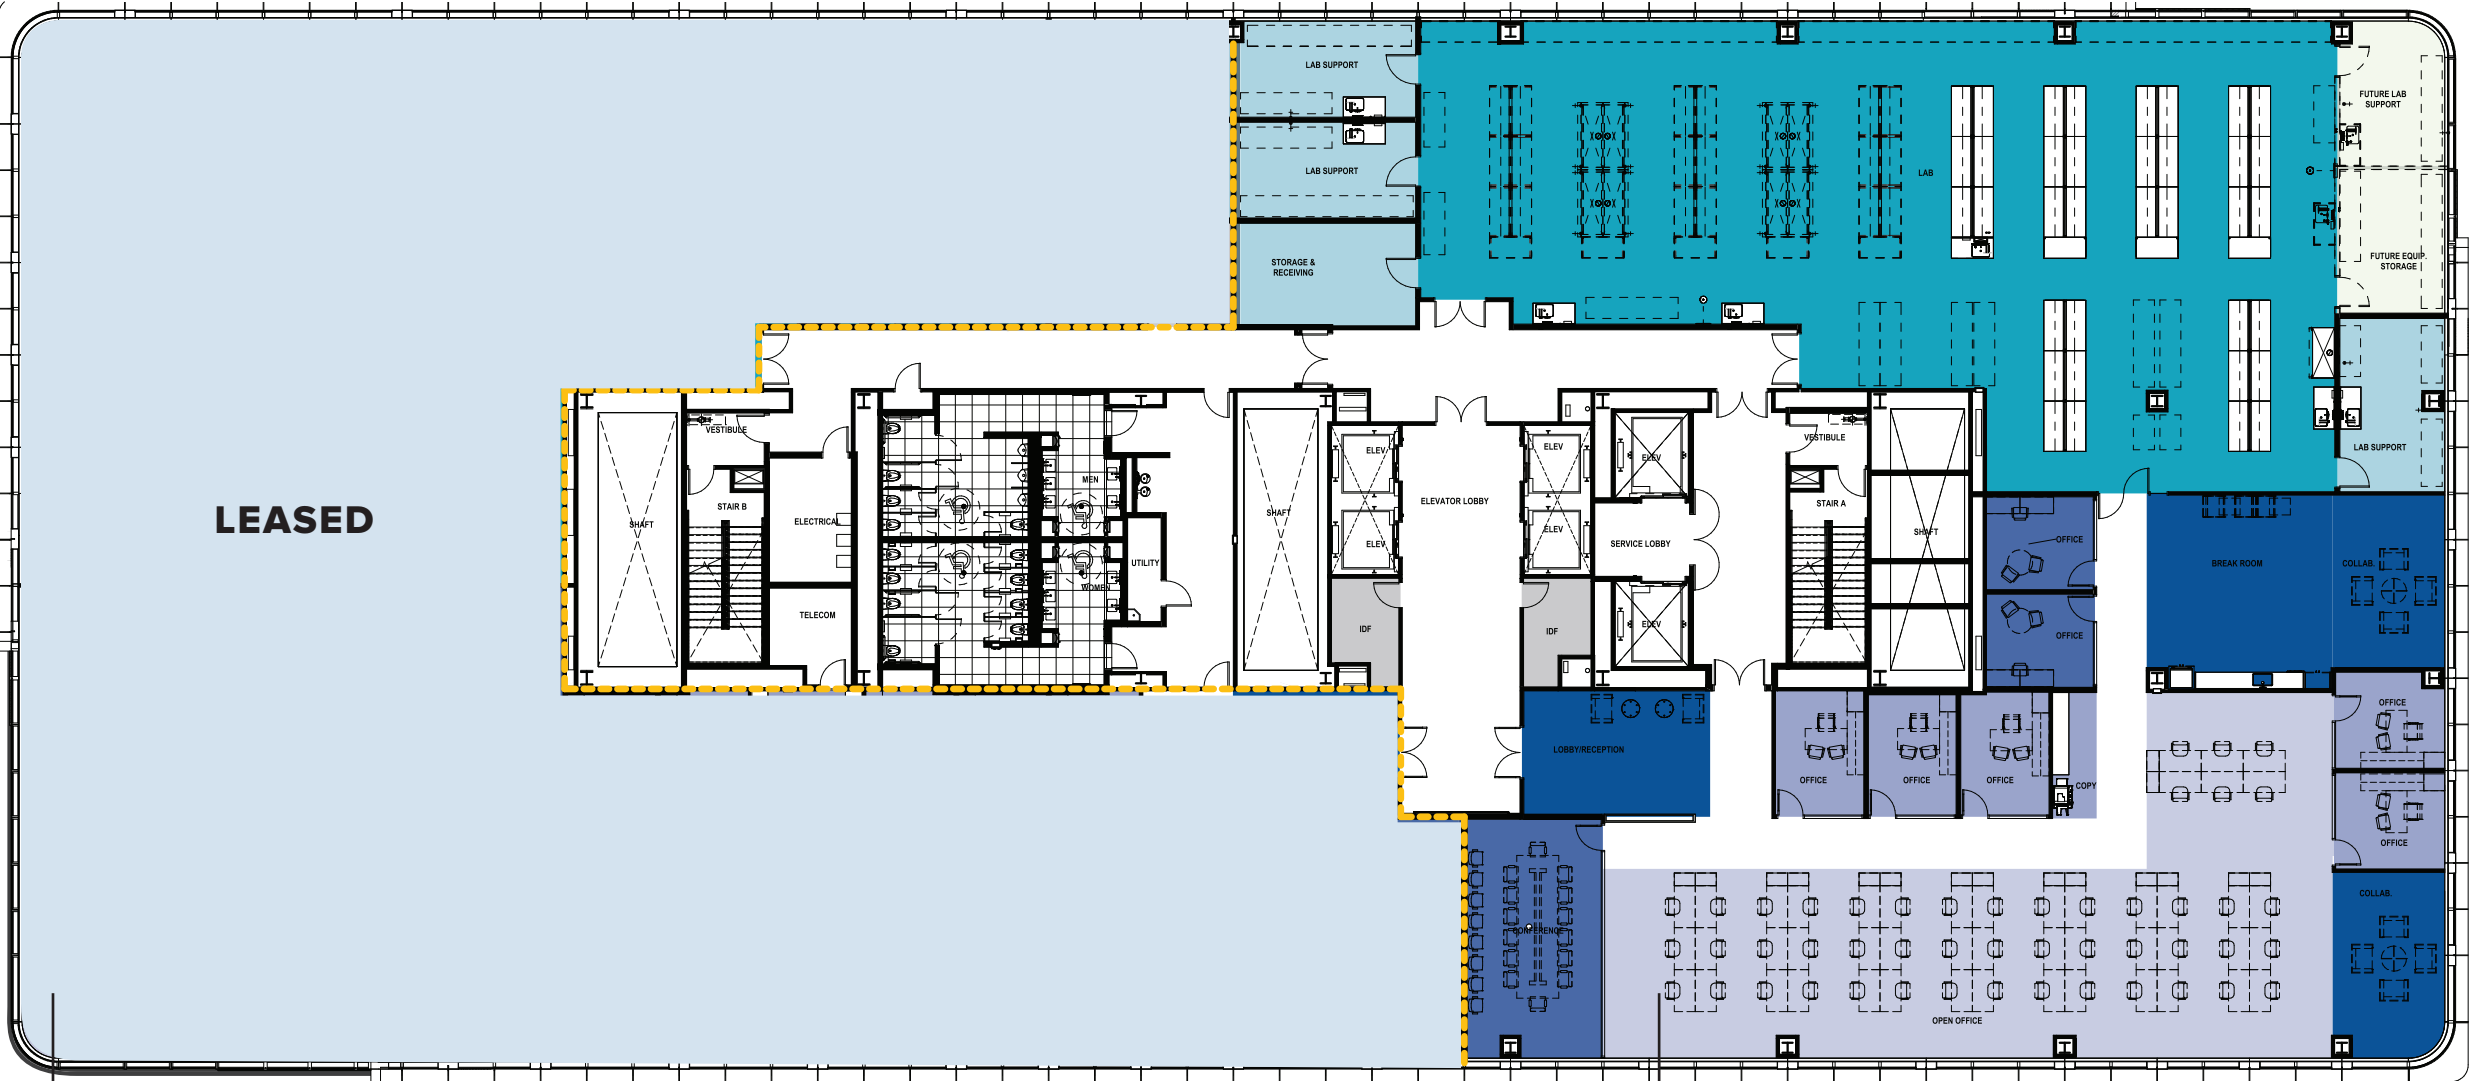 LAB SUPPORT
FUTURE LAB
SUPPORT
LAB SUPPORT
LAB
STORAGE &
RECEIVING
FUTURE EQUIP.
STORAGE
VESTIBULE
VESTIBULE
ELEV
ELEV
ELEV
LAB SUPPORT
MEN
LEASED
SHAFT
STAIR B
ELECTRICAL
SHAFT
ELEVATOR LOBBY
STAIR A
ELEV
ELEV
SERVICE LOBBY
SHAFT
OFFICE
UTILITY
BREAK ROOM
COLLAB.
WOMEN
TELECOM
IDF
IDF
ELEV
OFFICE
OFFICE
LOBBY/RECEPTION
OFFICE
OFFICE
OFFICE
COPY
OFFICE
COLLAB.
CONFERENCE
OPEN OFFICE